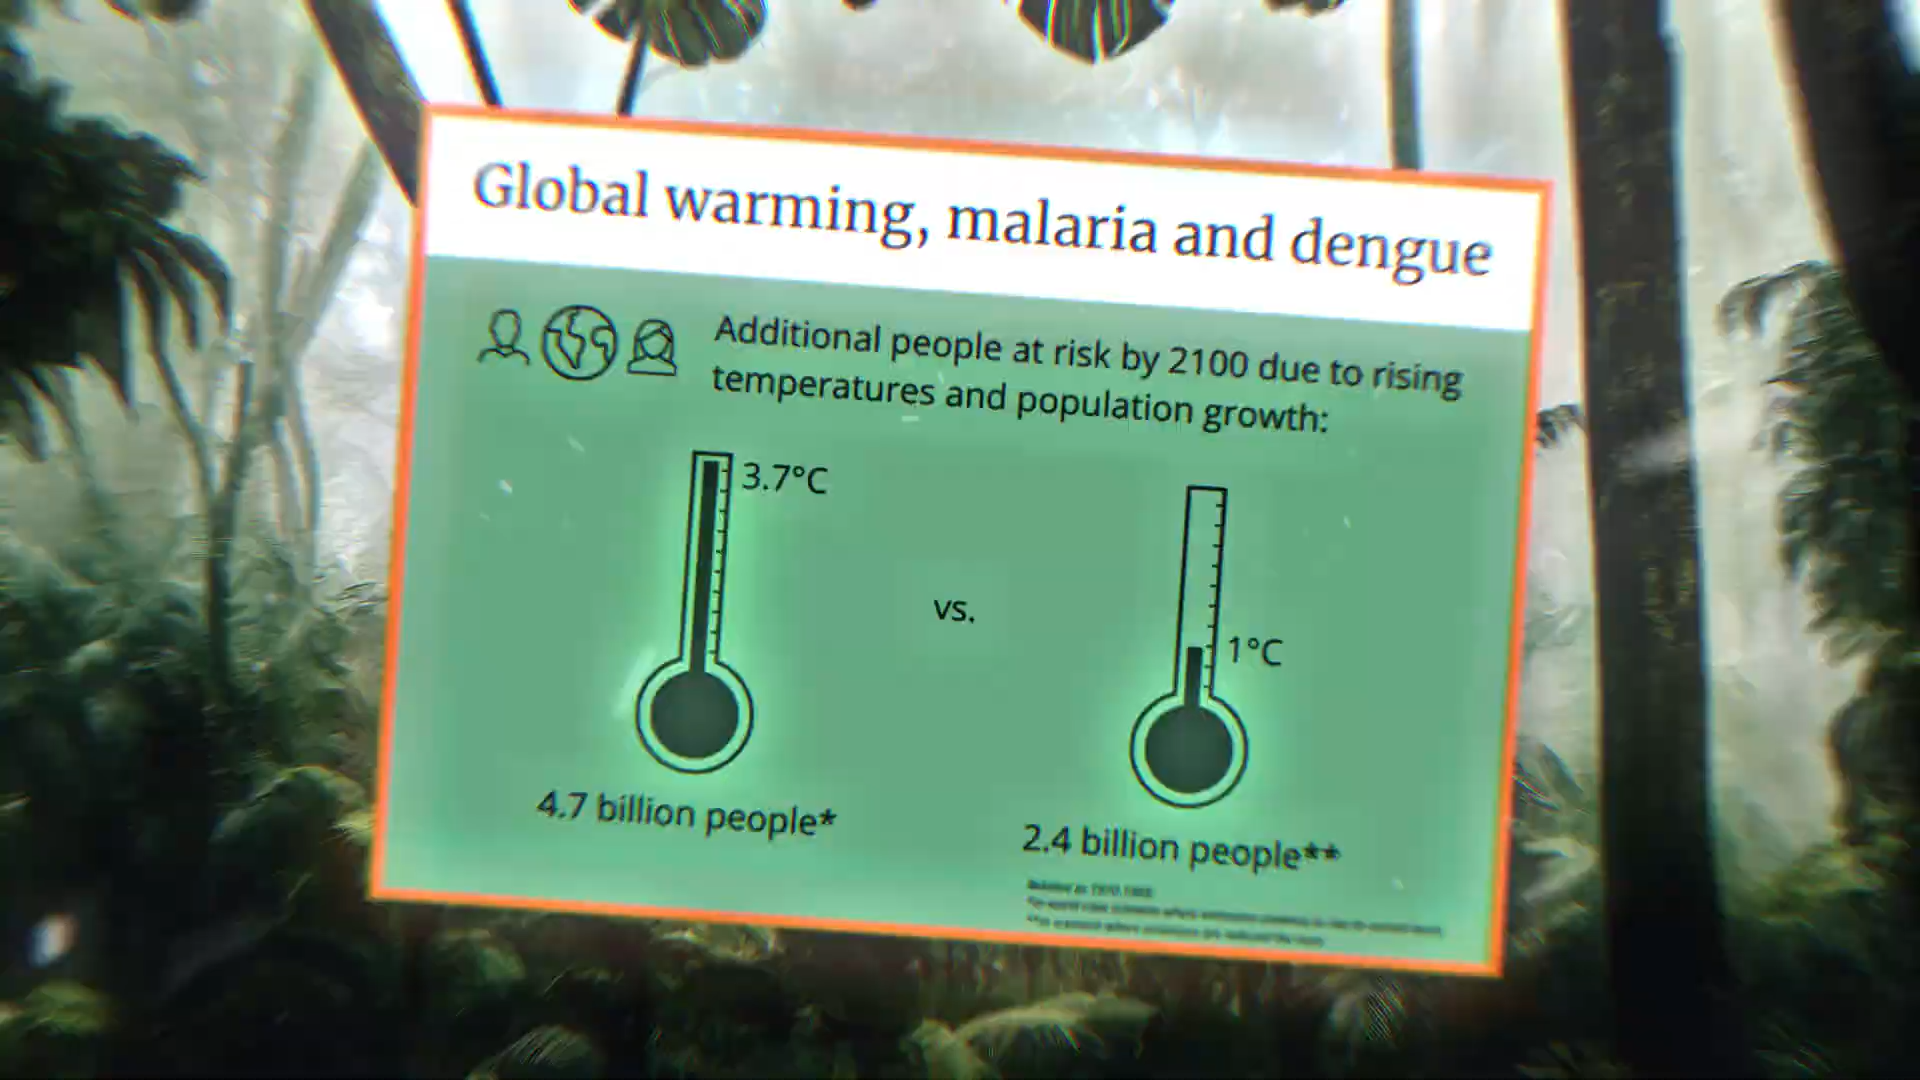 Global warming, malaria and dengue
Additional people at risk by 2100 due to rising
temperatures and population growth:
3.7°C
vs.
1°C
4.7 billion people*
2.4 billion people**